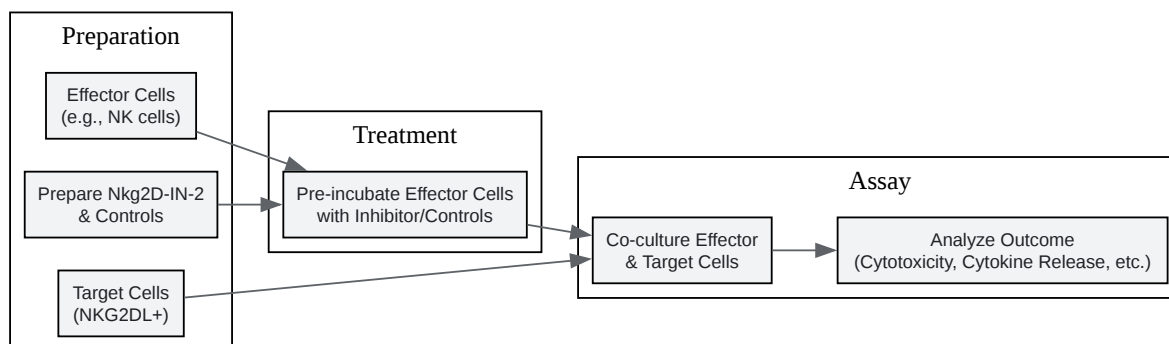 Preparation
Effector Cells
(e.g., NK cells)
Prepare Nkg2D-IN-2
& Controls
Target Cells
(NKG2DL+)
Treatment
Pre-incubate Effector Cells
with Inhibitor/Controls
Assay
Co-culture Effector
& Target Cells
Analyze Outcome
(Cytotoxicity, Cytokine Release, etc.)